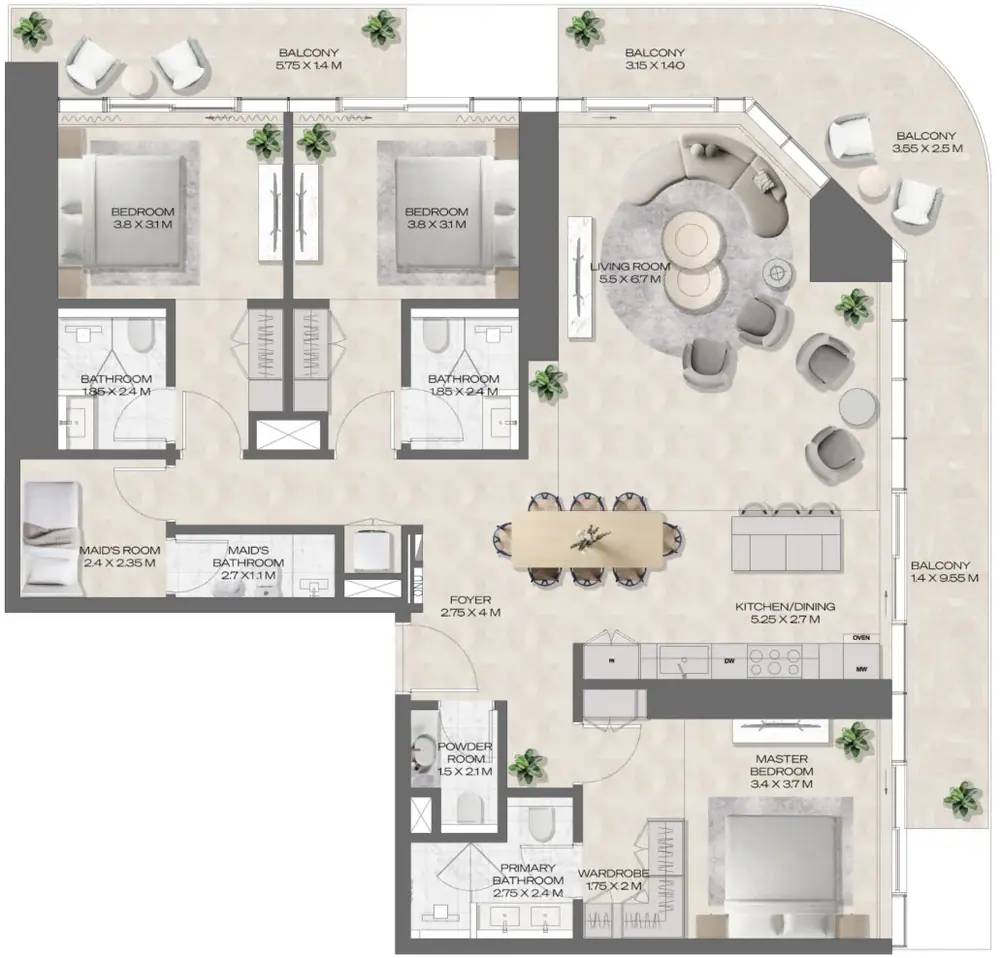 BALCONY
5.75 X 1.4 M
BALCONY
3.15 X 1.40
BALCONY
3.55 X 2.5 M
BEDROOM
3.8 X 3.1 M
BEDROOM
3.8 X 3.1 M
LIVING ROOM
5.5 X 6.7 M
BATHROOM
1.85 X 2.4 M
BATHROOM
1.85 X 2.4 M
MAID'S ROOM
2.4 X 2.35 M
MAID'S
BATHROOM
2.7 X 1.1 M
FOYER
2.75 X 4 M
KITCHEN/DINING
5.25 X 2.7 M
BALCONY
1.4 X 9.55 M
OVEN
DW
MW
POWDER
ROOM
1.5 X 2.1 M
MASTER
BEDROOM
3.4 X 3.7 M
PRIMARY
BATHROOM
2.75 X 2.4 M
WARDROBE
1.75 X 2 M